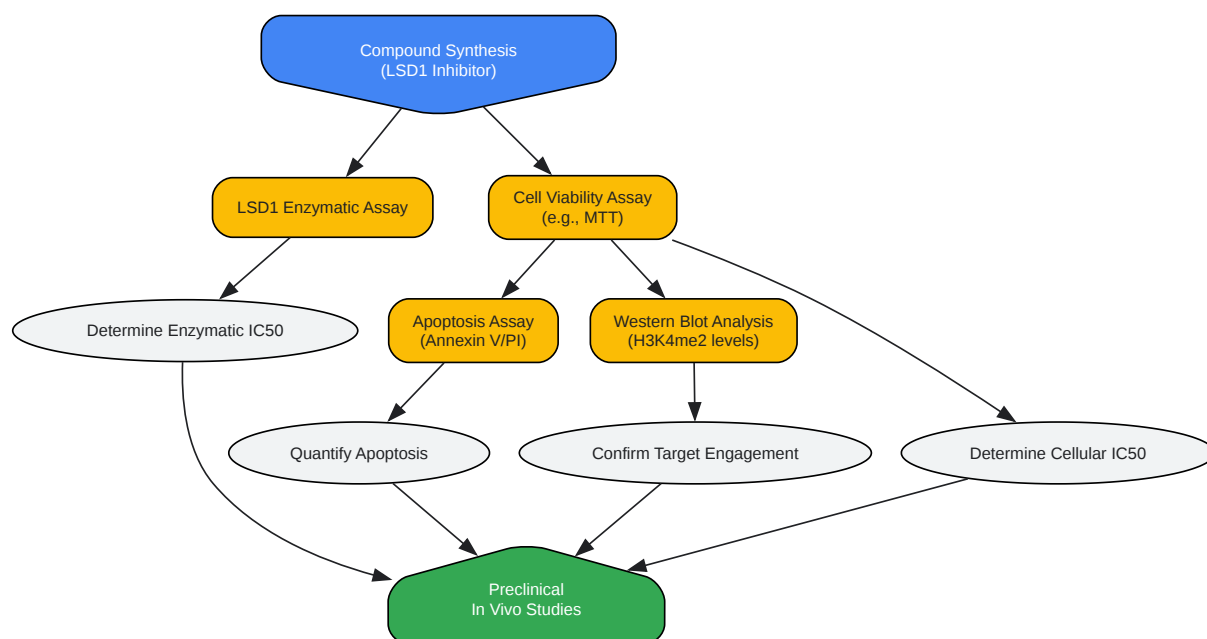 Compound Synthesis
(LSD1 Inhibitor)
LSD1 Enzymatic Assay
Cell Viability Assay
(e.g., MTT)
Determine Enzymatic IC50
Apoptosis Assay
(Annexin V/PI)
Western Blot Analysis
(H3K4me2 levels)
Quantify Apoptosis
Confirm Target Engagement
Determine Cellular IC50
Preclinical
In Vivo Studies